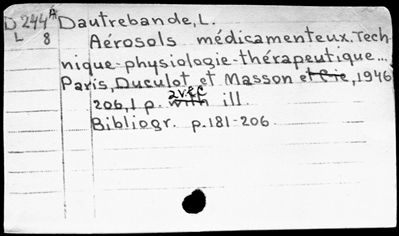 D 244 A Dautrebande, L.
L 8 Aérosols médicamenteux. Tech
nique-physiologie-thérapeutique...
Paris, Duculot et Masson et Cie, 1946
206, 1 p. avec with ill.
Bibliogr. p. 181-206